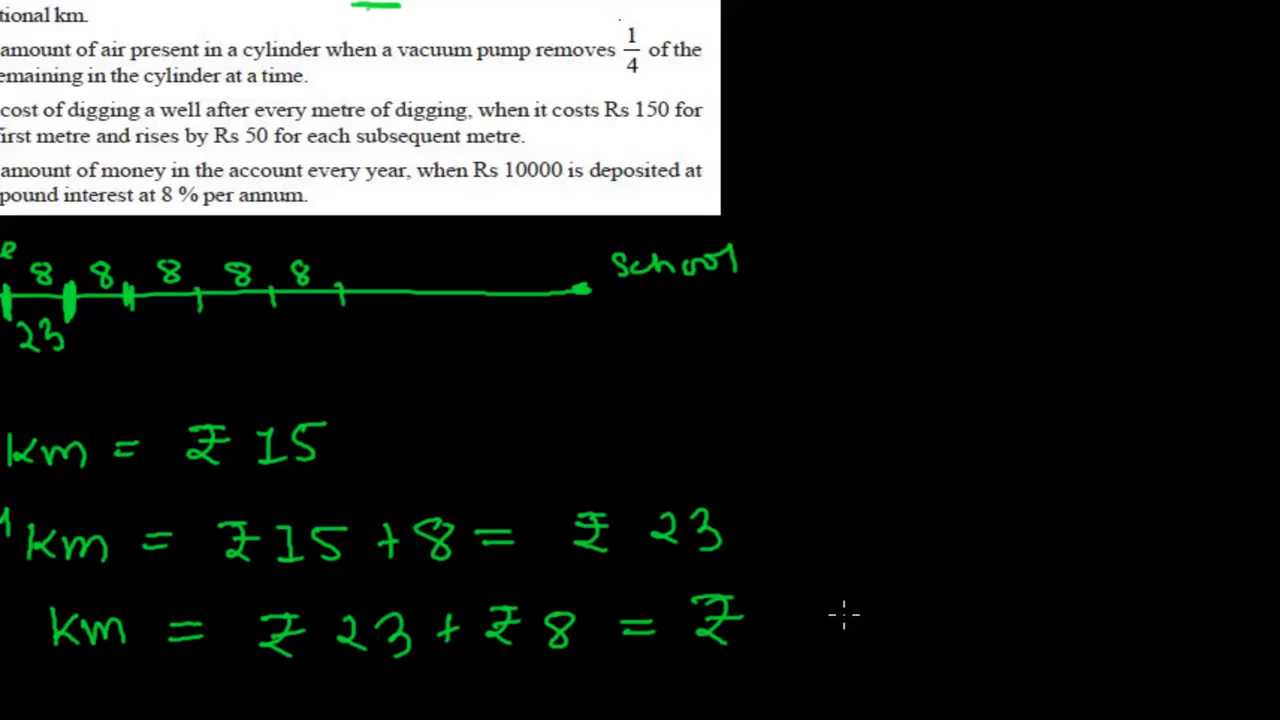 tional km.
amount of air present in a cylinder when a vacuum pump removes 1/4 of the
emaining in the cylinder at a time.
cost of digging a well after every metre of digging, when it costs Rs 150 for
first metre and rises by Rs 50 for each subsequent metre.
amount of money in the account every year, when Rs 10000 is deposited at
pound interest at 8 % per annum.
e 8 8 8 8 8 School
23
km = ₹ 15
km = ₹ 15 + 8 = ₹ 23
km = ₹ 23 + ₹ 8 = ₹